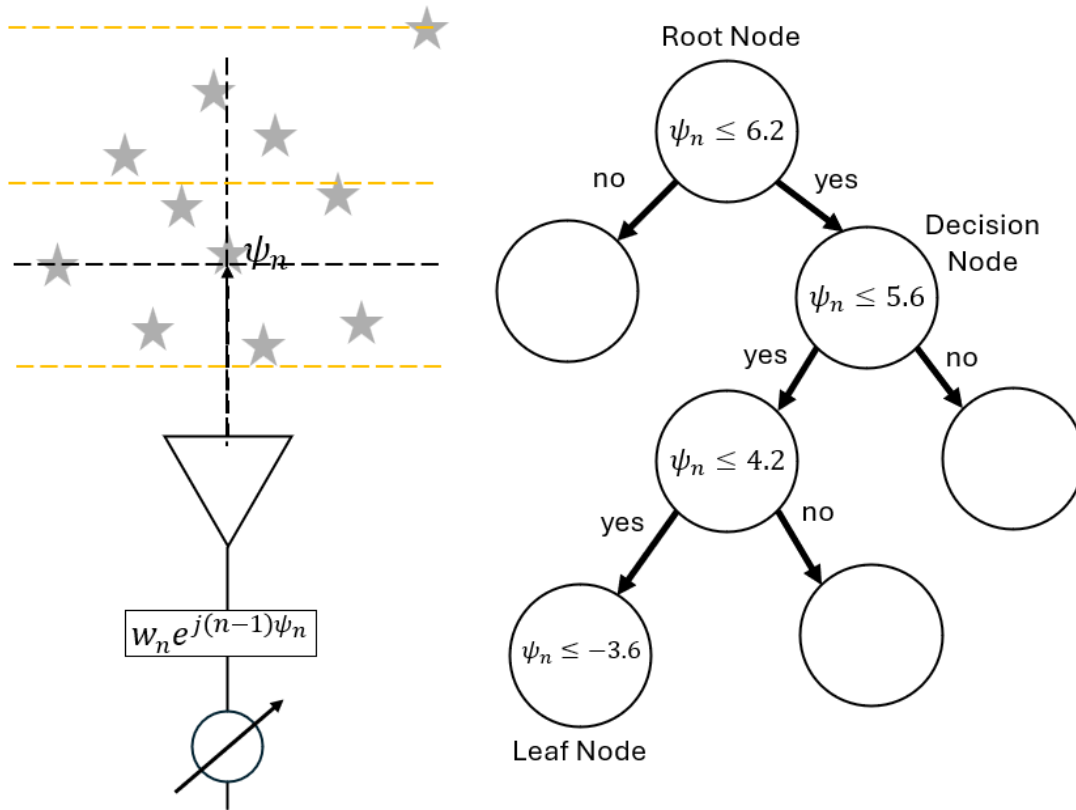 ψₙ
wₙe^{j(n−1)ψₙ}
Root Node
ψₙ ≤ 6.2
no
yes
Decision
Node
ψₙ ≤ 5.6
yes
no
ψₙ ≤ 4.2
yes
no
ψₙ ≤ −3.6
Leaf Node